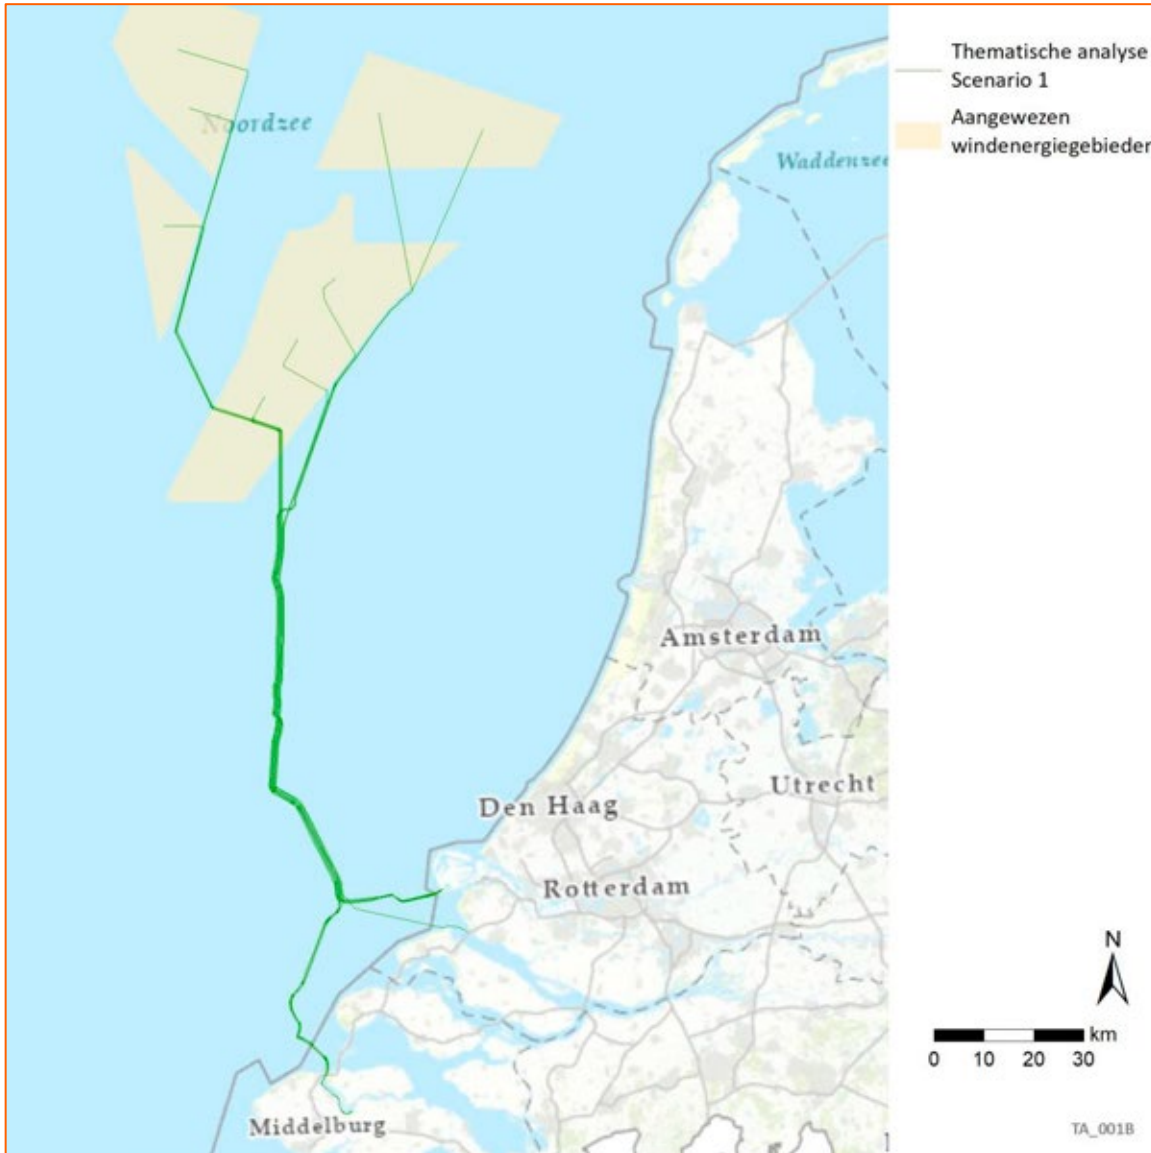 Thematische analyse
Scenario 1
Aangewezen
windenergiegebieden
Noordzee
Waddenzee
Amsterdam
Utrecht
Den Haag
Rotterdam
Middelburg
N
km
0 10 20 30
TA_001B